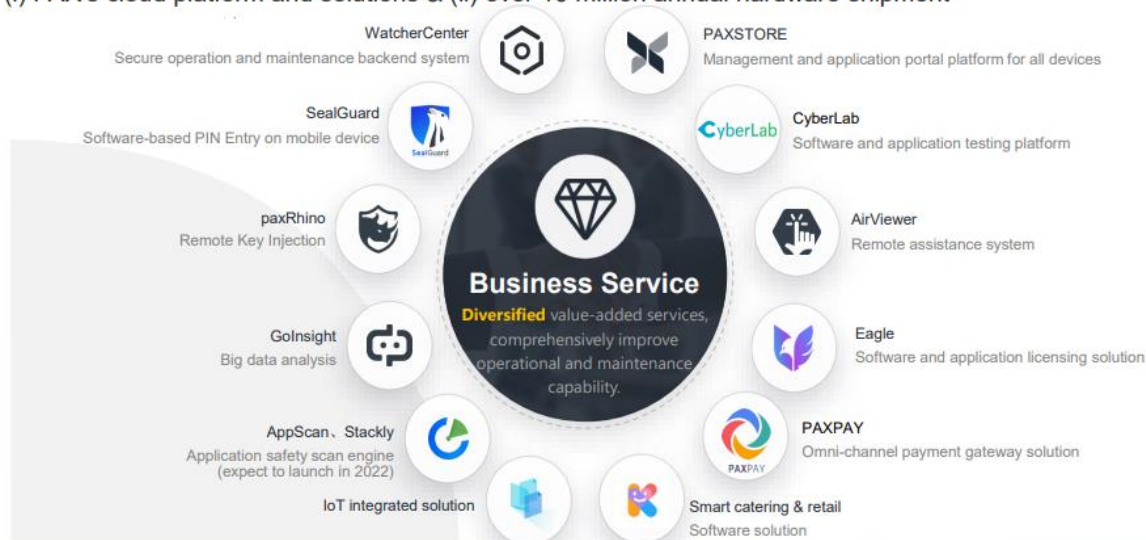 WatcherCenter
Secure operation and maintenance backend system
PAXSTORE
Management and application portal platform for all devices
SealGuard
Software-based PIN Entry on mobile device
SealGuard
CyberLab
CyberLab
Software and application testing platform
paxRhino
Remote Key Injection
AirViewer
Remote assistance system
Business Service
Diversified value-added services,
comprehensively improve
operational and maintenance
capability.
GoInsight
Big data analysis
Eagle
Software and application licensing solution
AppScan、Stackly
Application safety scan engine
(expect to launch in 2022)
PAXPAY
PAXPAY
Omni-channel payment gateway solution
IoT integrated solution
Smart catering & retail
Software solution